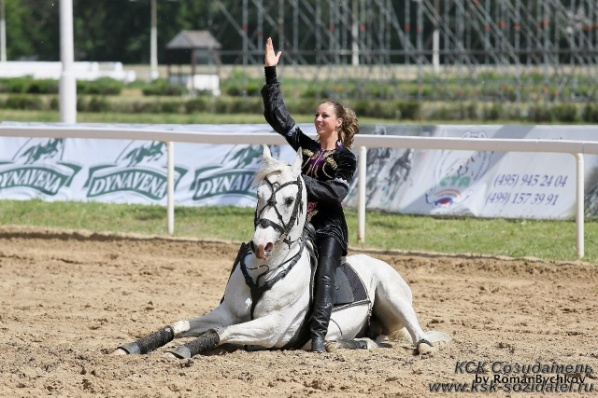 DYNAVENA
DYNAVENA
DYNAVENA
(495) 945 24 04
(499) 157 39 91
КСК Созидатель
by RomanBychkov
www.ksk-sozidatel.ru